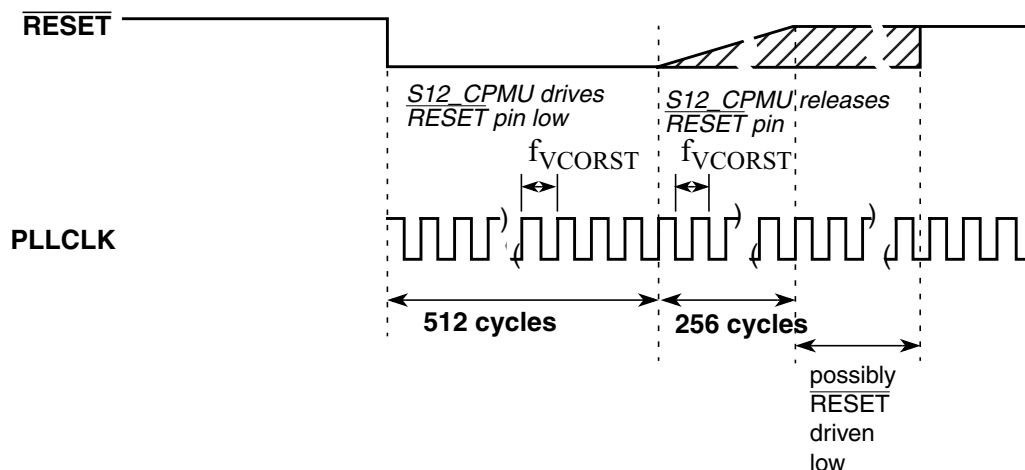 RESET
S12_CPMU drives
RESET pin low
S12_CPMU releases
RESET pin
fVCORST
fVCORST
PLLCLK
512 cycles
256 cycles
possibly
RESET
driven
low